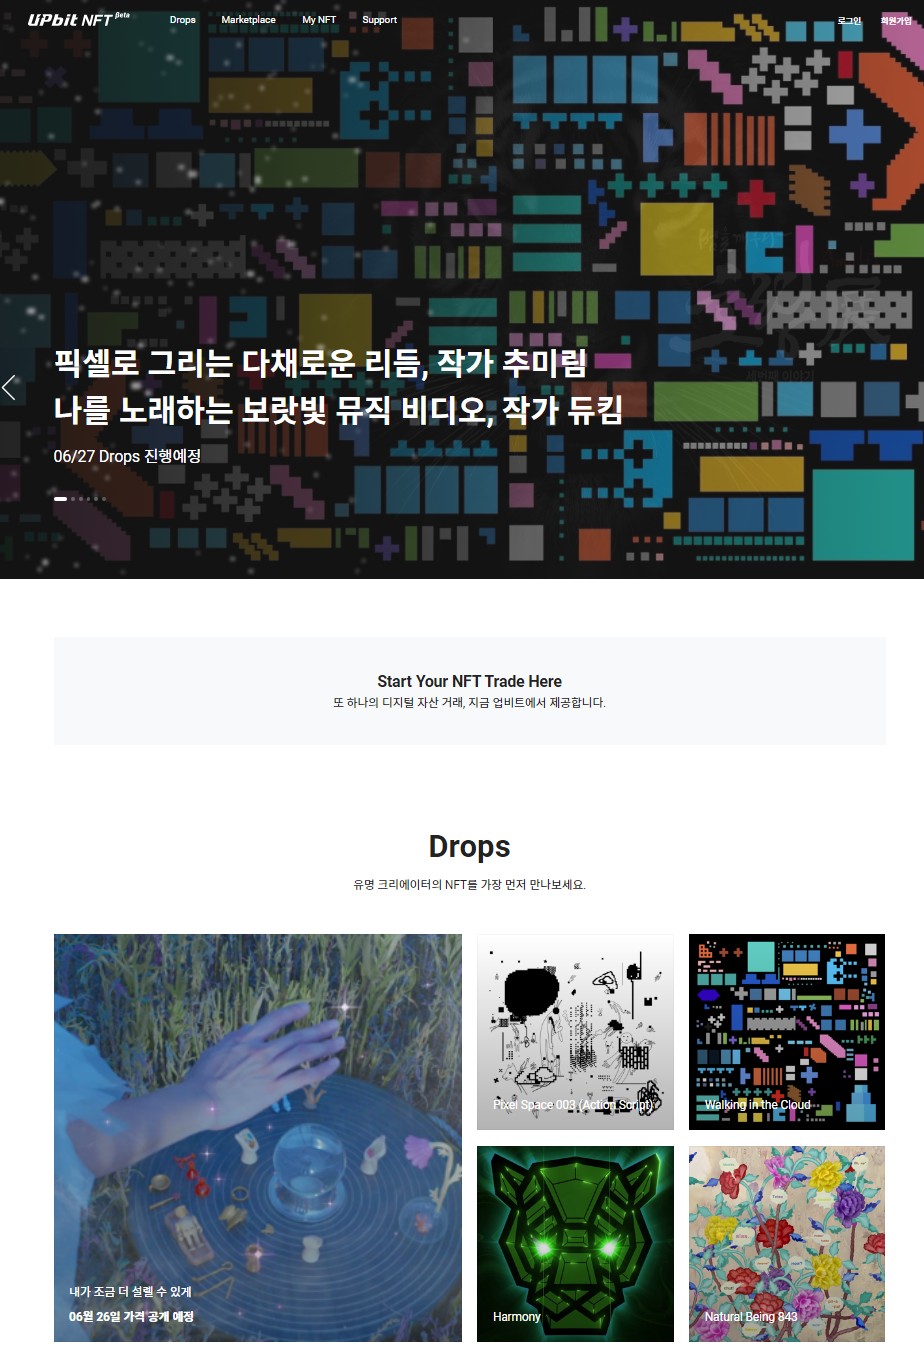 UPbit NFT Beta
Drops Marketplace My NFT Support
로그인 회원가입
픽셀로 그리는 다채로운 리듬, 작가 추미림
나를 노래하는 보랏빛 뮤직 비디오, 작가 듀킴
06/27 Drops 진행예정
세번째 이야기
Start Your NFT Trade Here
또 하나의 디지털 자산 거래, 지금 업비트에서 제공합니다.
Drops
유명 크리에이터의 NFT를 가장 먼저 만나보세요.
Pixel Space 003 (Action Script)
Walking in the Cloud
내가 조금 더 설렐 수 있게
06월 26일 가격 공개 예정
Harmony
Natural Being 843